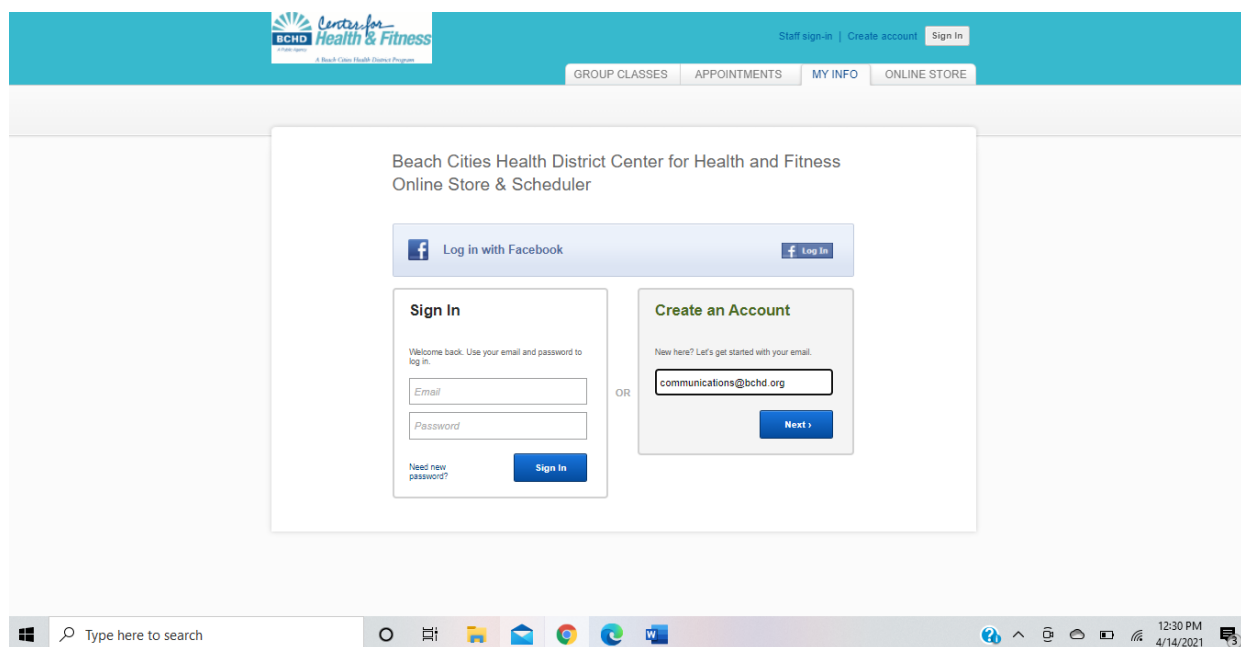 Center for
BCHD Health & Fitness
A Public Agency
A Beach Cities Health District Program
Staff sign-in | Create account Sign In
GROUP CLASSES APPOINTMENTS MY INFO ONLINE STORE
Beach Cities Health District Center for Health and Fitness
Online Store & Scheduler
f Log in with Facebook f Log In
Sign In
Welcome back. Use your email and password to
log in.
Email
Password
Need new
password?
Sign In
OR
Create an Account
New here? Let's get started with your email.
communications@bchd.org
Next ›
Type here to search
12:30 PM
4/14/2021
3